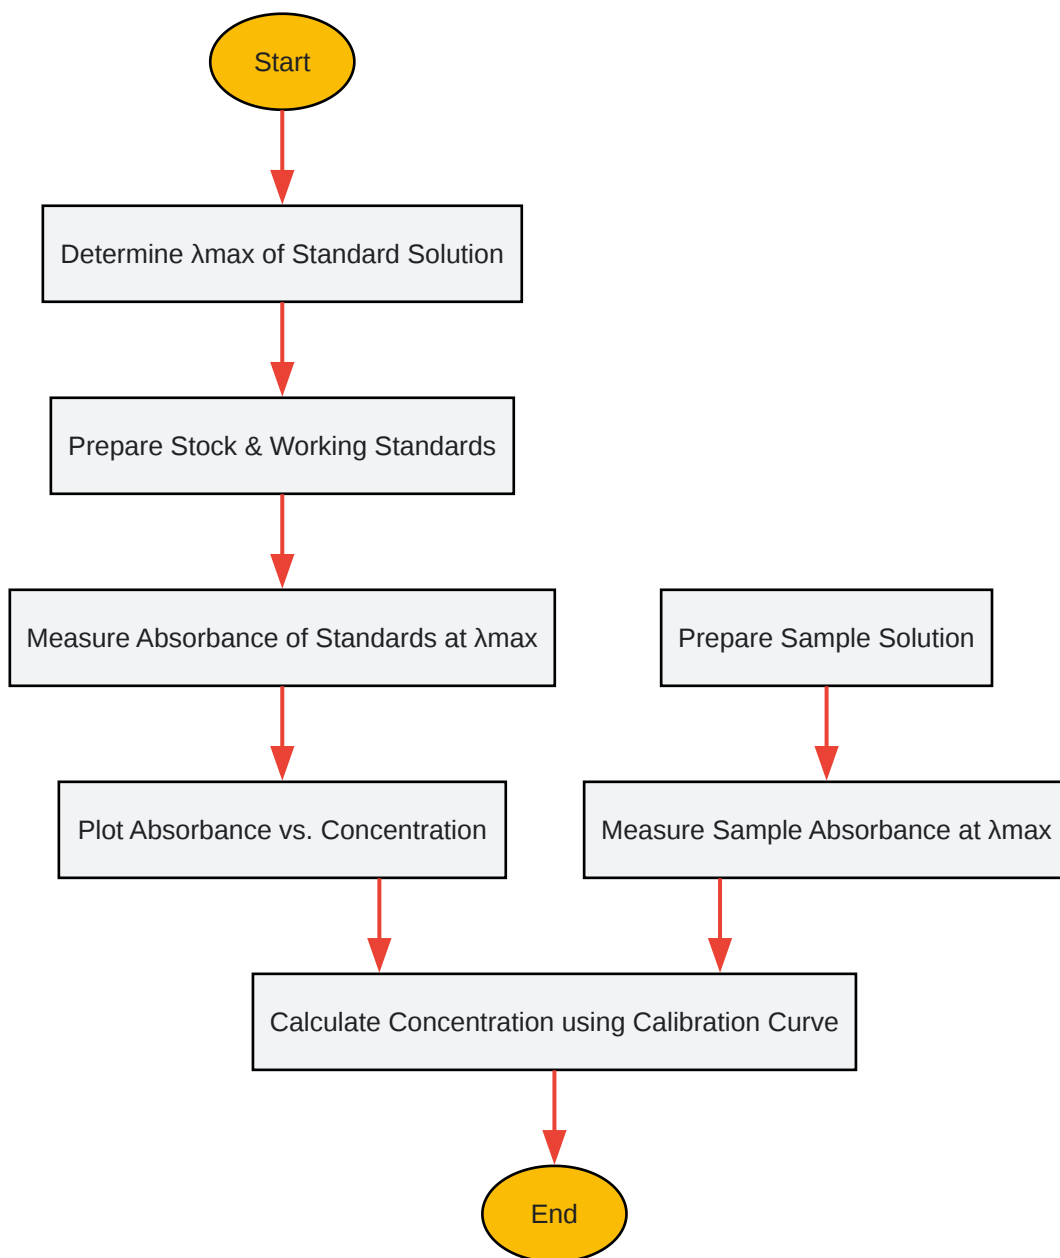 Start
Determine λmax of Standard Solution
Prepare Stock & Working Standards
Measure Absorbance of Standards at λmax
Prepare Sample Solution
Plot Absorbance vs. Concentration
Measure Sample Absorbance at λmax
Calculate Concentration using Calibration Curve
End